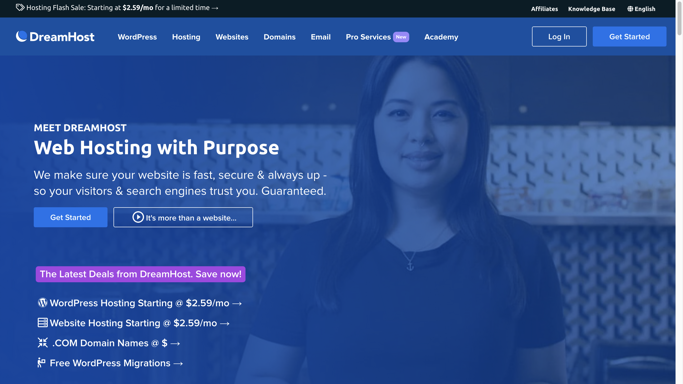 Hosting Flash Sale: Starting at $2.59/mo for a limited time →
Affiliates Knowledge Base English
DreamHost WordPress Hosting Websites Domains Email Pro Services New Academy Log In Get Started
MEET DREAMHOST
Web Hosting with Purpose
We make sure your website is fast, secure & always up -
so your visitors & search engines trust you. Guaranteed.
Get Started It's more than a website...
The Latest Deals from DreamHost. Save now!
WordPress Hosting Starting @ $2.59/mo →
Website Hosting Starting @ $2.59/mo →
.COM Domain Names @ $ →
Free WordPress Migrations →